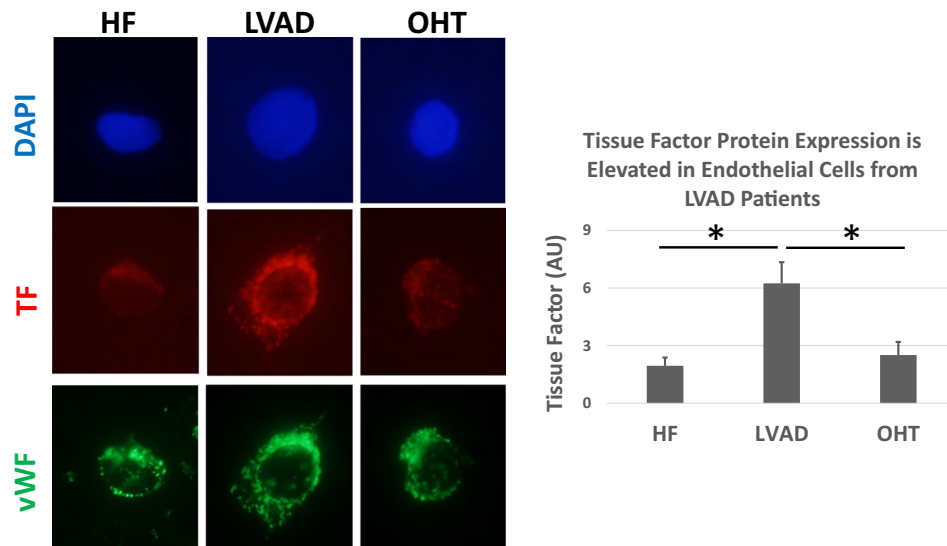 HF LVAD OHT
DAPI
TF
vWF
Tissue Factor Protein Expression is
Elevated in Endothelial Cells from
LVAD Patients
Tissue Factor (AU)
9
6
3
0
* *
HF LVAD OHT